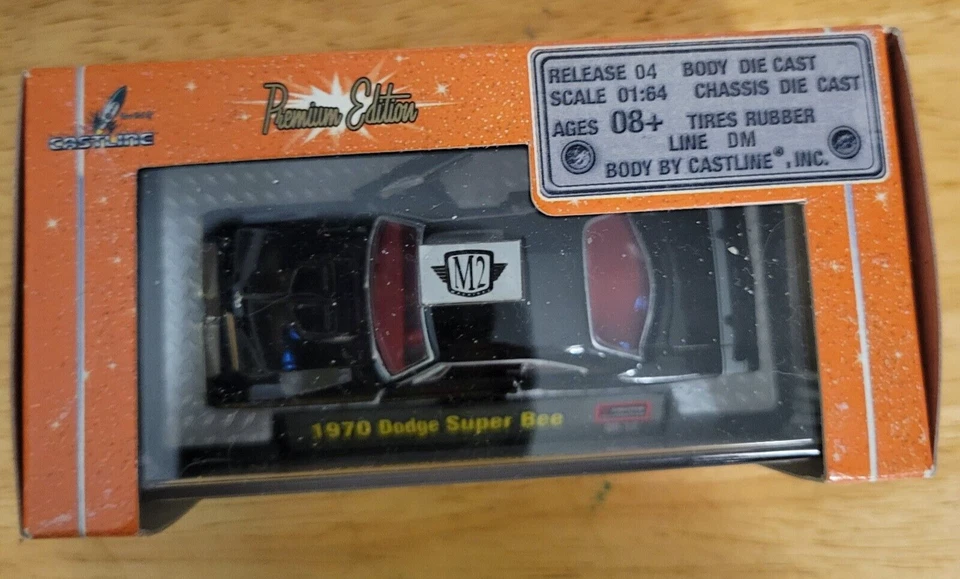 CASTLINE
Premium Edition
RELEASE 04 BODY DIE CAST
SCALE 01:64 CHASSIS DIE CAST
AGES 08+ TIRES RUBBER
LINE DM
BODY BY CASTLINE®, INC.
M2
MACHINES
1970 Dodge Super Bee